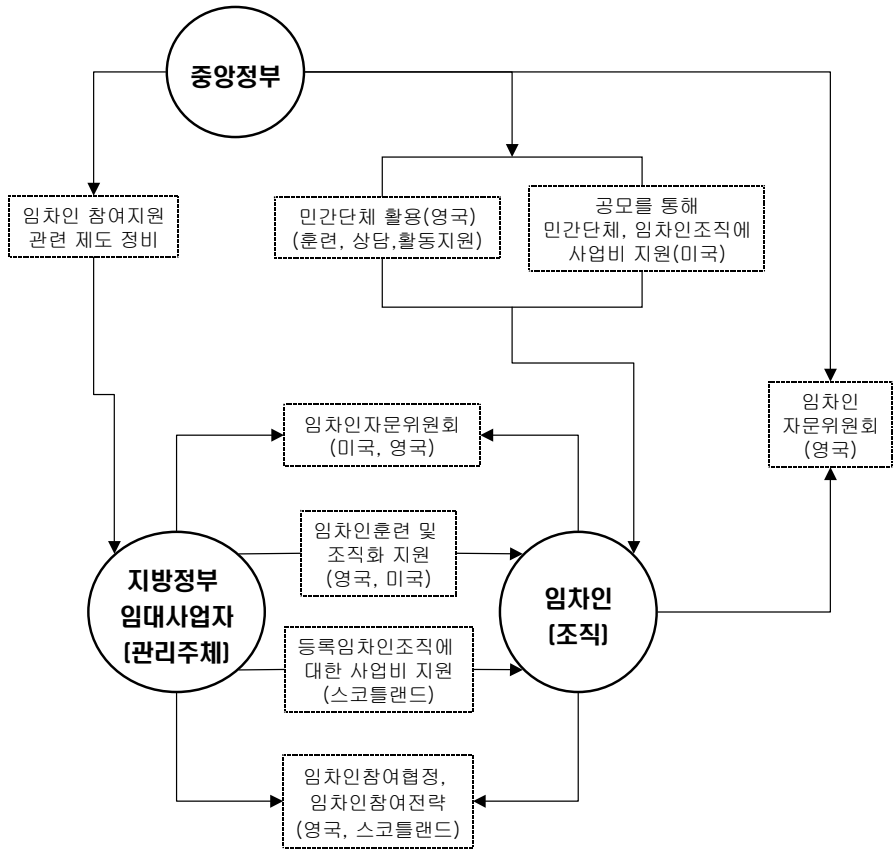 중앙정부
임차인 참여지원
관련 제도 정비
민간단체 활용(영국)
(훈련, 상담,활동지원)
공모를 통해
민간단체, 임차인조직에
사업비 지원(미국)
임차인
자문위원회
(영국)
임차인자문위원회
(미국, 영국)
임차인훈련 및
조직화 지원
(영국, 미국)
지방정부
임대사업자
(관리주체)
임차인
(조직)
등록임차인조직에
대한 사업비 지원
(스코틀랜드)
임차인참여협정,
임차인참여전략
(영국, 스코틀랜드)